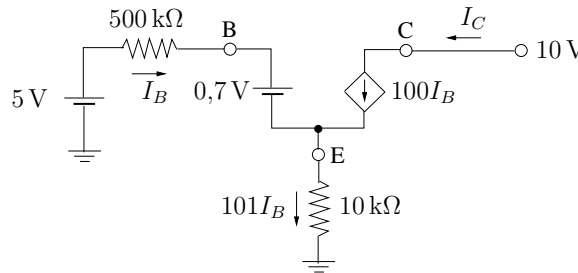 500 kΩ
B
C
I_C
10 V
I_B
5 V
0,7 V
100I_B
E
101I_B
10 kΩ